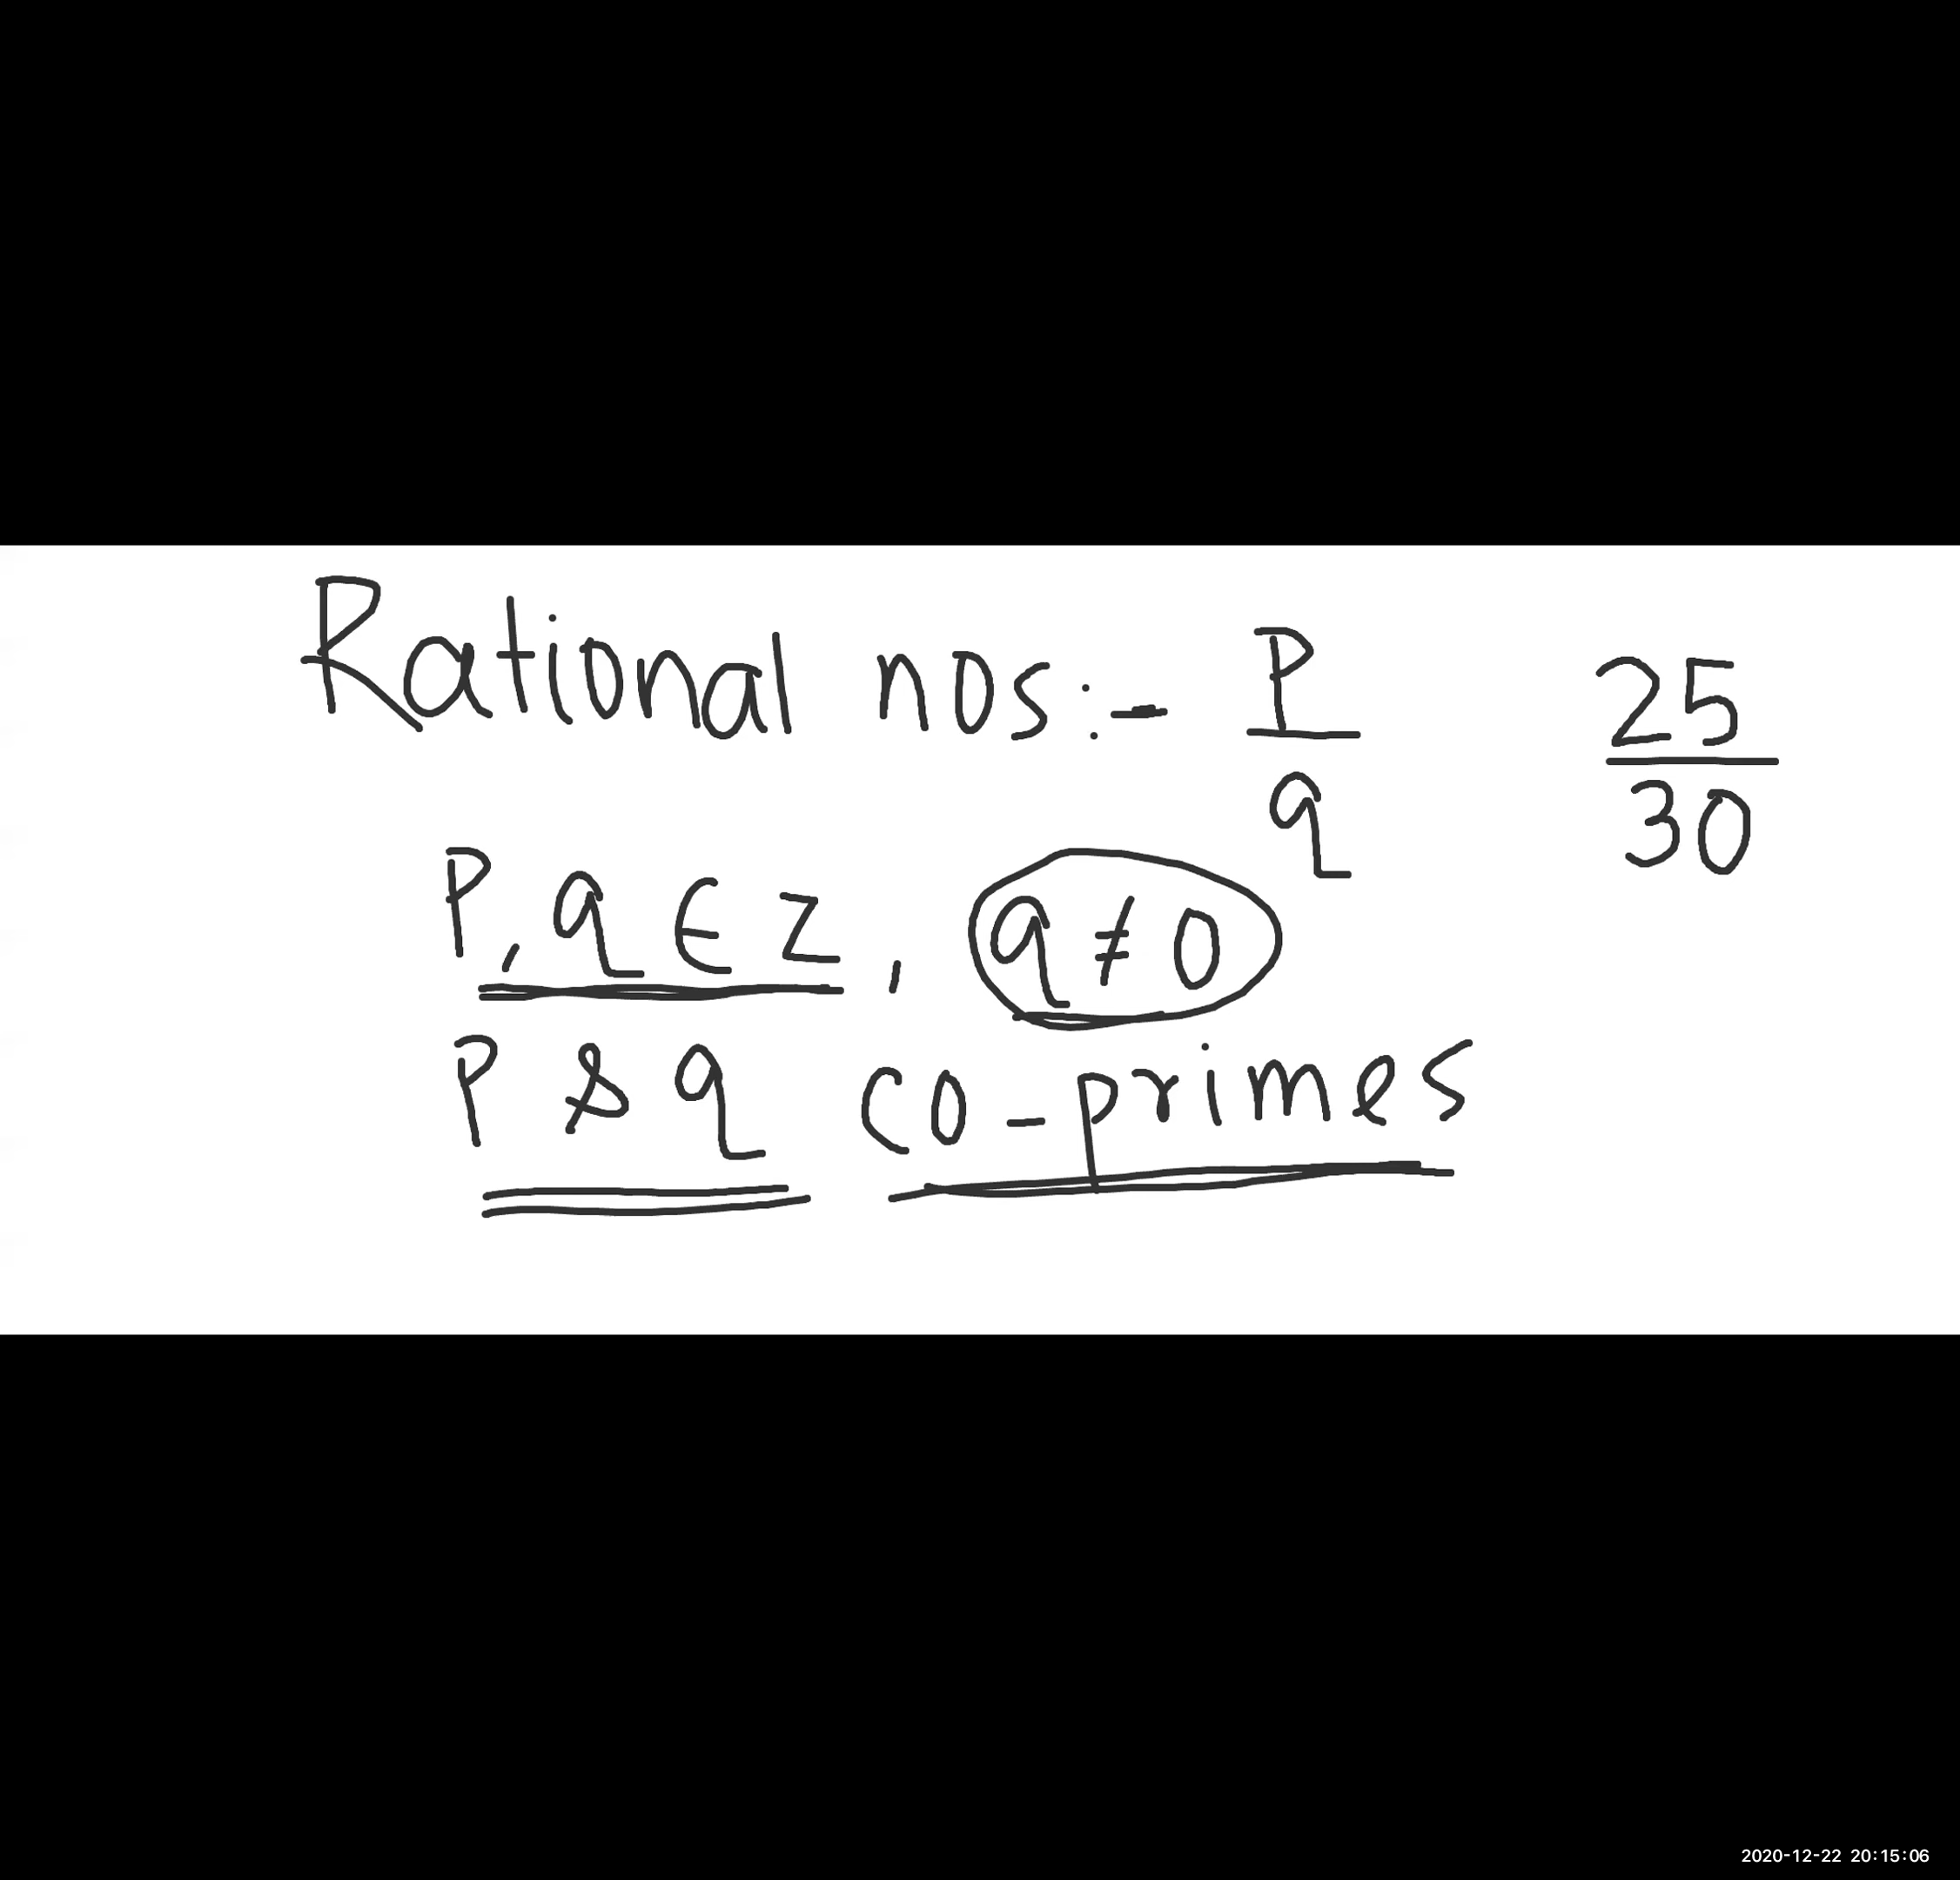 Rational nos:- P/q 25/30
P, q ∈ z, q ≠ 0
P & q co-primes
2020-12-22 20:15:06